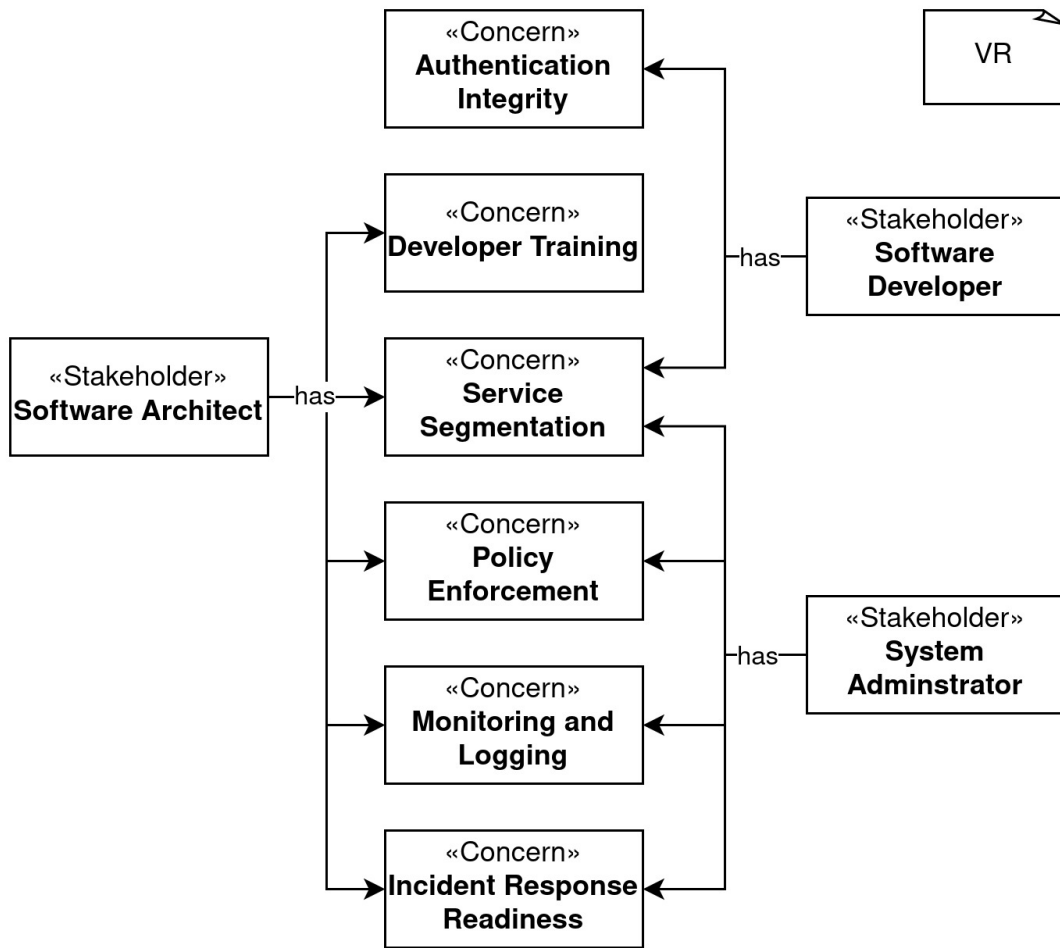 «Concern»
Authentication
Integrity
VR
«Concern»
Developer Training
«Stakeholder»
Software
Developer
has
«Stakeholder»
Software Architect
has
«Concern»
Service
Segmentation
«Concern»
Policy
Enforcement
«Stakeholder»
System
Adminstrator
has
«Concern»
Monitoring and
Logging
«Concern»
Incident Response
Readiness